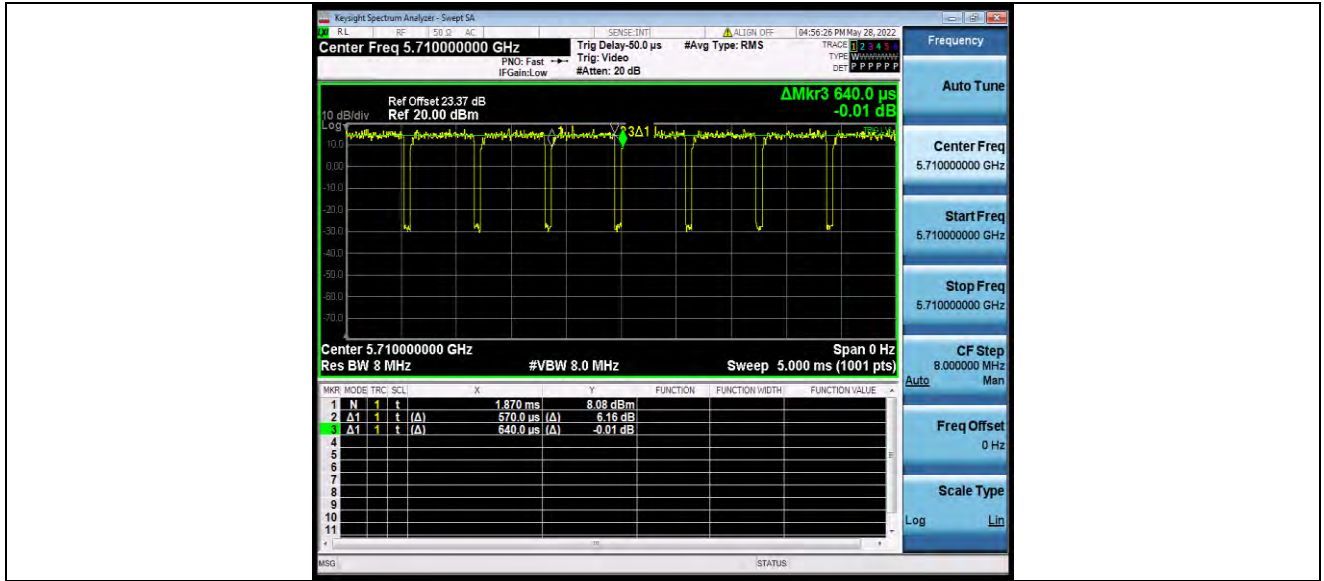 Keysight Spectrum Analyzer - Swept SA
RL RF 50 Ω AC SENSE:INT ALIGN OFF 04:56:26 PM May 28, 2022
Center Freq 5.710000000 GHz
PNO: Fast
IFGain:Low
Trig Delay-50.0 µs
Trig: Video
#Atten: 20 dB
#Avg Type: RMS
TRACE 1 2 3 4 5 6
TYPE WWWWWW
DET P P P P P P
Frequency
Auto Tune
Center Freq
5.710000000 GHz
Start Freq
5.710000000 GHz
Stop Freq
5.710000000 GHz
CF Step
8.000000 MHz
Auto Man
Freq Offset
0 Hz
Scale Type
Log Lin
ΔMkr3 640.0 µs
-0.01 dB
Ref Offset 23.37 dB
10 dB/div Ref 20.00 dBm
Log
10.0
0.00
-10.0
-20.0
-30.0
-40.0
-50.0
-60.0
-70.0
3Δ1
Center 5.710000000 GHz Span 0 Hz
Res BW 8 MHz #VBW 8.0 MHz Sweep 5.000 ms (1001 pts)
MKR MODE TRC SCL X Y FUNCTION FUNCTION WIDTH FUNCTION VALUE
1 N 1 t 1.870 ms 8.08 dBm
2 Δ1 1 t (Δ) 570.0 µs (Δ) 6.16 dB
3 Δ1 1 t (Δ) 640.0 µs (Δ) -0.01 dB
4
5
6
7
8
9
10
11
MSG STATUS